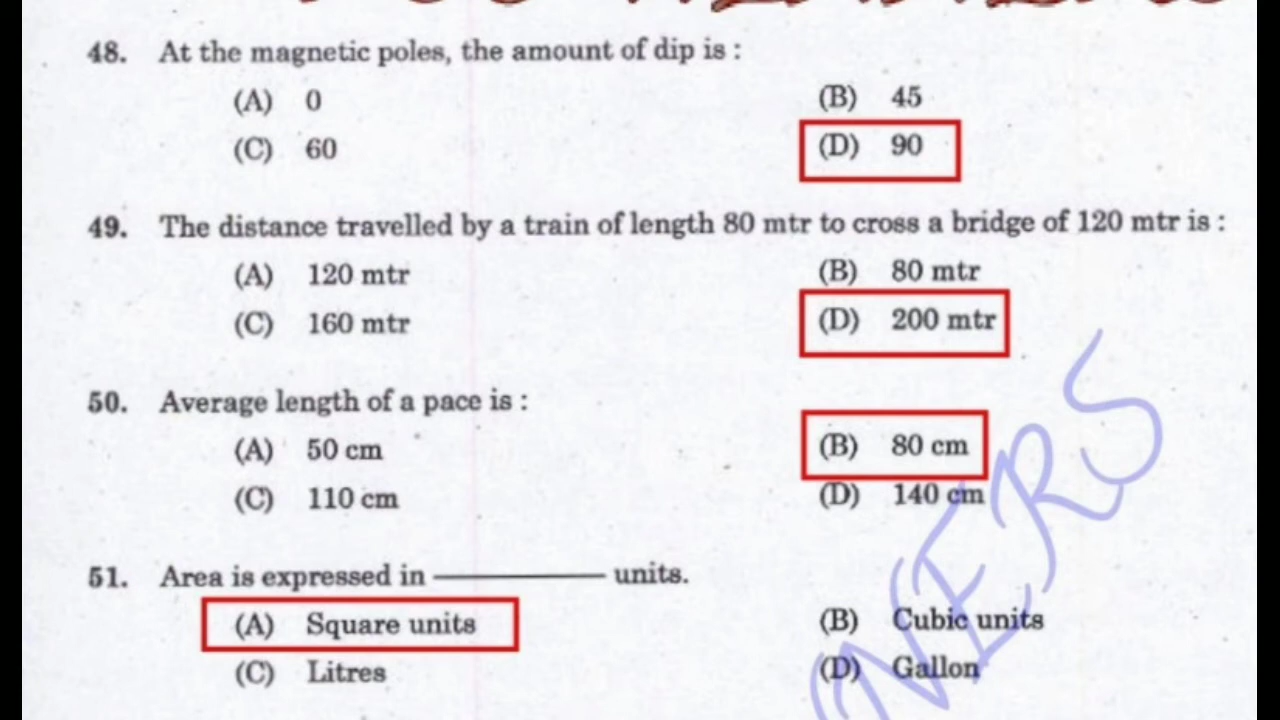 48. At the magnetic poles, the amount of dip is :
(A) 0 (B) 45
(C) 60 (D) 90
49. The distance travelled by a train of length 80 mtr to cross a bridge of 120 mtr is :
(A) 120 mtr (B) 80 mtr
(C) 160 mtr (D) 200 mtr
50. Average length of a pace is :
(A) 50 cm (B) 80 cm
(C) 110 cm (D) 140 cm
51. Area is expressed in ———— units.
(A) Square units (B) Cubic units
(C) Litres (D) Gallon
NERS